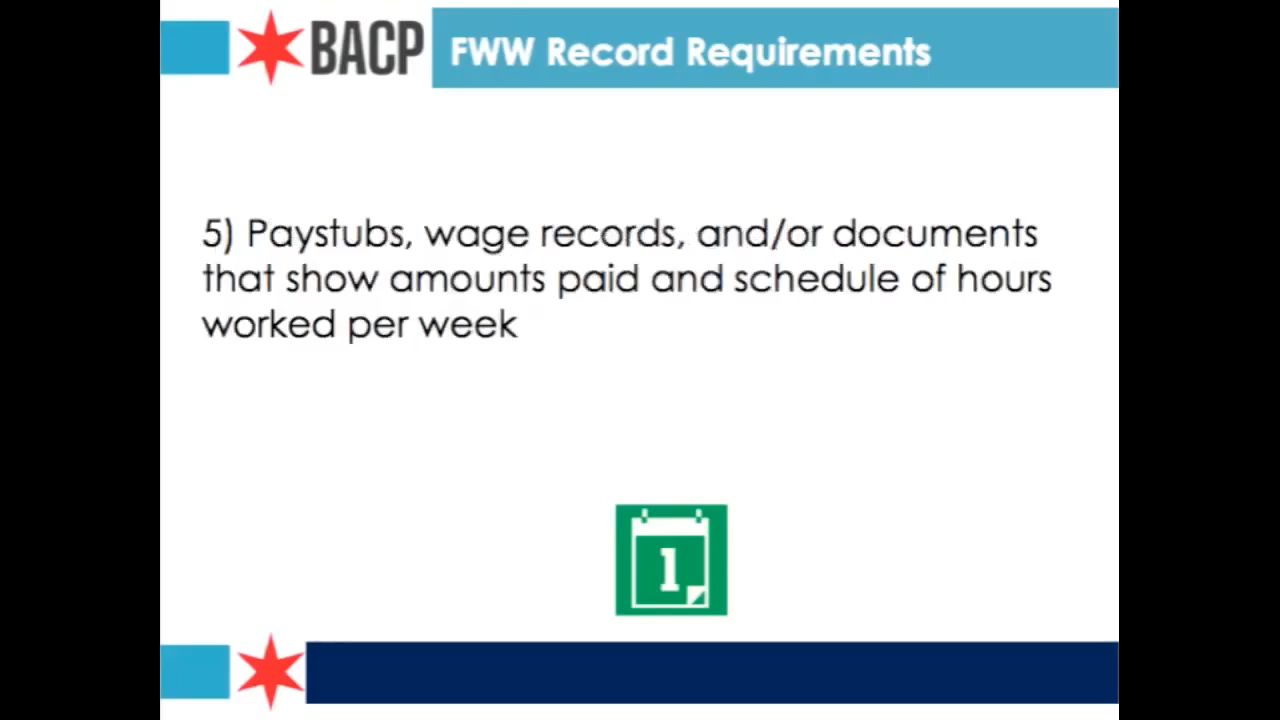 BACP
FWW Record Requirements
5) Paystubs, wage records, and/or documents
that show amounts paid and schedule of hours
worked per week
1